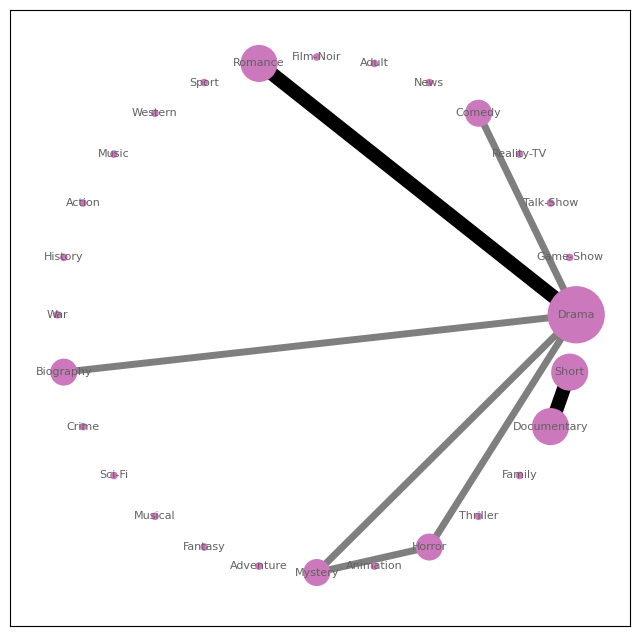 Film-Noir
Romance
Adult
Sport
News
Western
Comedy
Music
Reality-TV
Action
Talk-Show
History
Game-Show
War
Drama
Biography
Short
Crime
Documentary
Sci-Fi
Family
Musical
Thriller
Fantasy
Horror
Adventure
Mystery
Animation